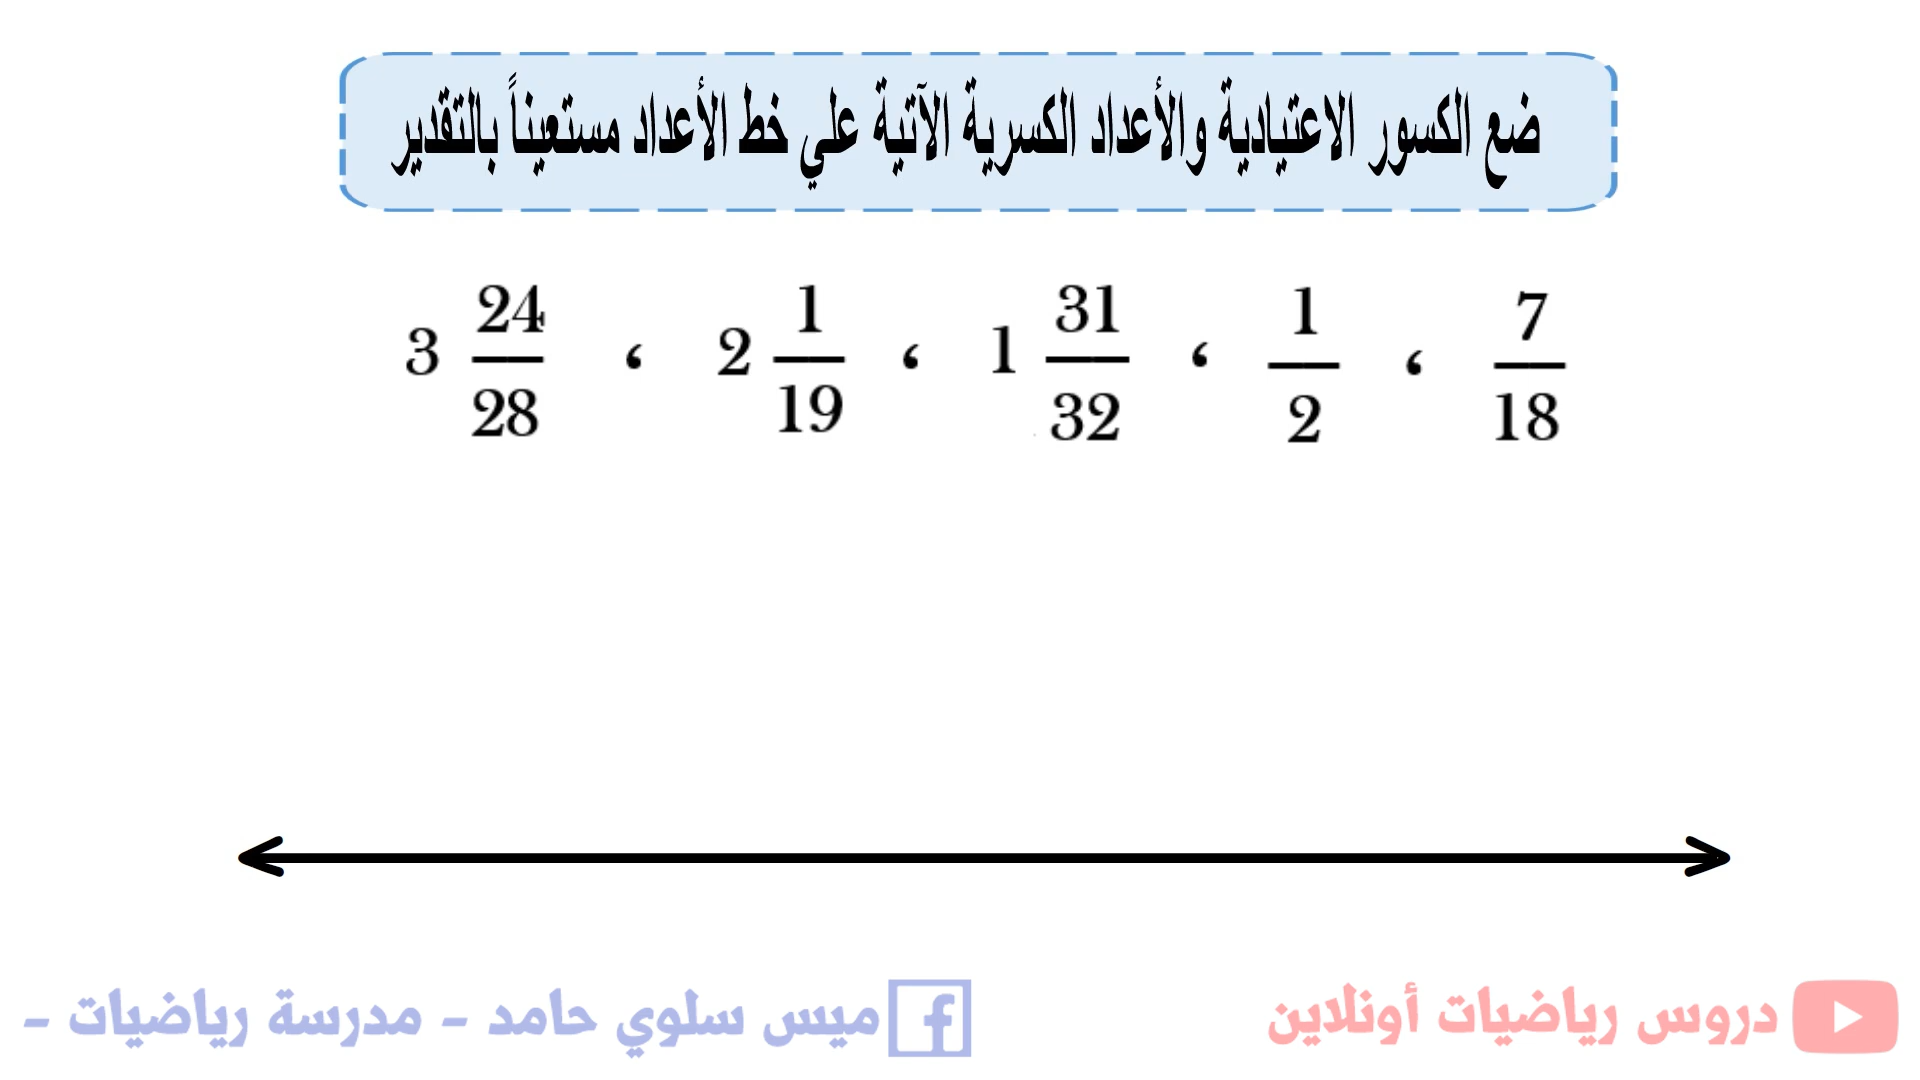 ضع الكسور الاعتيادية والأعداد الكسرية الآتية علي خط الأعداد مستعيناً بالتقدير
7/18 ، 1/2 ، 1 31/32 ، 2 1/19 ، 3 24/28
دروس رياضيات أونلاين
ميس سلوي حامد - مدرسة رياضيات -